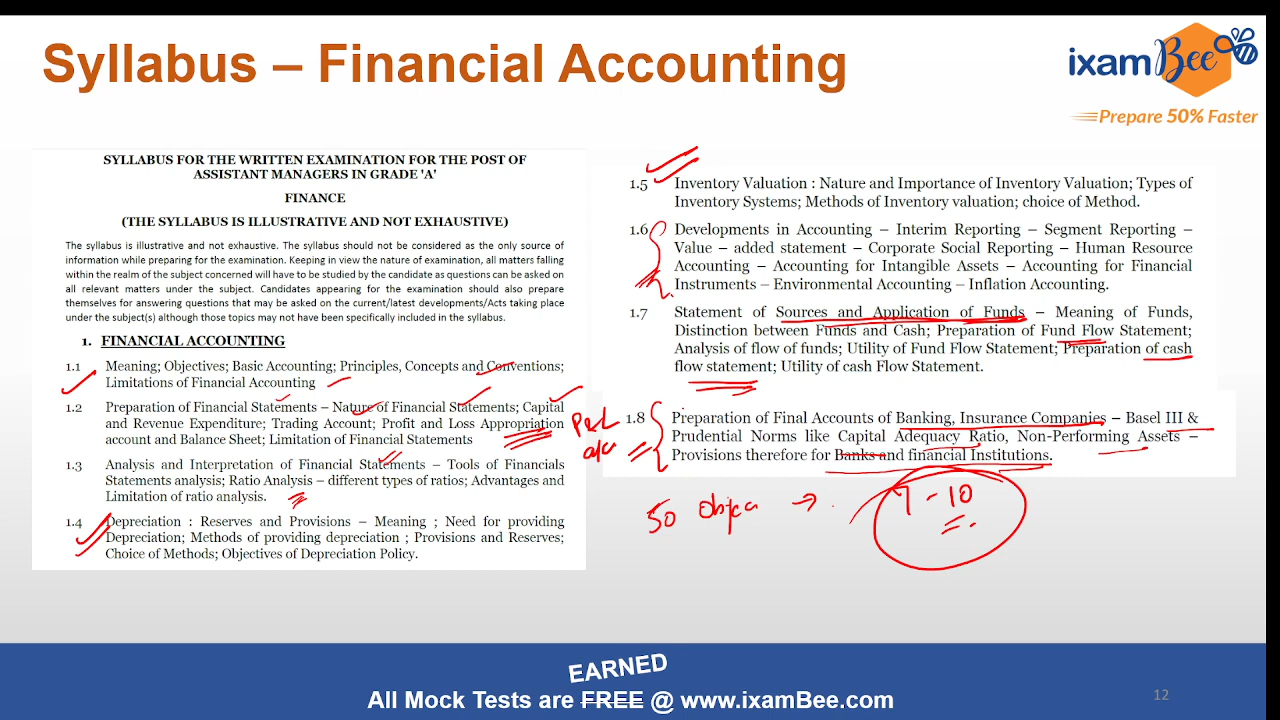 Syllabus – Financial Accounting
ixamBee
Prepare 50% Faster
SYLLABUS FOR THE WRITTEN EXAMINATION FOR THE POST OF
ASSISTANT MANAGERS IN GRADE 'A'
FINANCE
(THE SYLLABUS IS ILLUSTRATIVE AND NOT EXHAUSTIVE)
The syllabus is illustrative and not exhaustive. The syllabus should not be considered as the only source of
information while preparing for the examination. Keeping in view the nature of examination, all matters falling
within the realm of the subject concerned will have to be studied by the candidate as questions can be asked on
all relevant matters under the subject. Candidates appearing for the examination should also prepare
themselves for answering questions that may be asked on the current/latest developments/Acts taking place
under the subject(s) although those topics may not have been specifically included in the syllabus.
1. FINANCIAL ACCOUNTING
1.1 Meaning; Objectives; Basic Accounting; Principles, Concepts and Conventions;
Limitations of Financial Accounting
1.2 Preparation of Financial Statements – Nature of Financial Statements; Capital
and Revenue Expenditure; Trading Account; Profit and Loss Appropriation
account and Balance Sheet; Limitation of Financial Statements
1.3 Analysis and Interpretation of Financial Statements – Tools of Financials
Statements analysis; Ratio Analysis – different types of ratios; Advantages and
Limitation of ratio analysis.
1.4 Depreciation : Reserves and Provisions – Meaning ; Need for providing
Depreciation; Methods of providing depreciation ; Provisions and Reserves;
Choice of Methods; Objectives of Depreciation Policy.
1.5 Inventory Valuation : Nature and Importance of Inventory Valuation; Types of
Inventory Systems; Methods of Inventory valuation; choice of Method.
1.6 Developments in Accounting – Interim Reporting – Segment Reporting –
Value – added statement – Corporate Social Reporting – Human Resource
Accounting – Accounting for Intangible Assets – Accounting for Financial
Instruments – Environmental Accounting – Inflation Accounting.
1.7 Statement of Sources and Application of Funds – Meaning of Funds,
Distinction between Funds and Cash; Preparation of Fund Flow Statement;
Analysis of flow of funds; Utility of Fund Flow Statement; Preparation of cash
flow statement; Utility of cash Flow Statement.
1.8 Preparation of Final Accounts of Banking, Insurance Companies – Basel III &
Prudential Norms like Capital Adequacy Ratio, Non-Performing Assets –
Provisions therefor for Banks and financial Institutions.
P&L
a/c
50 Objec → 7 - 10
EARNED
All Mock Tests are FREE @ www.ixamBee.com
12